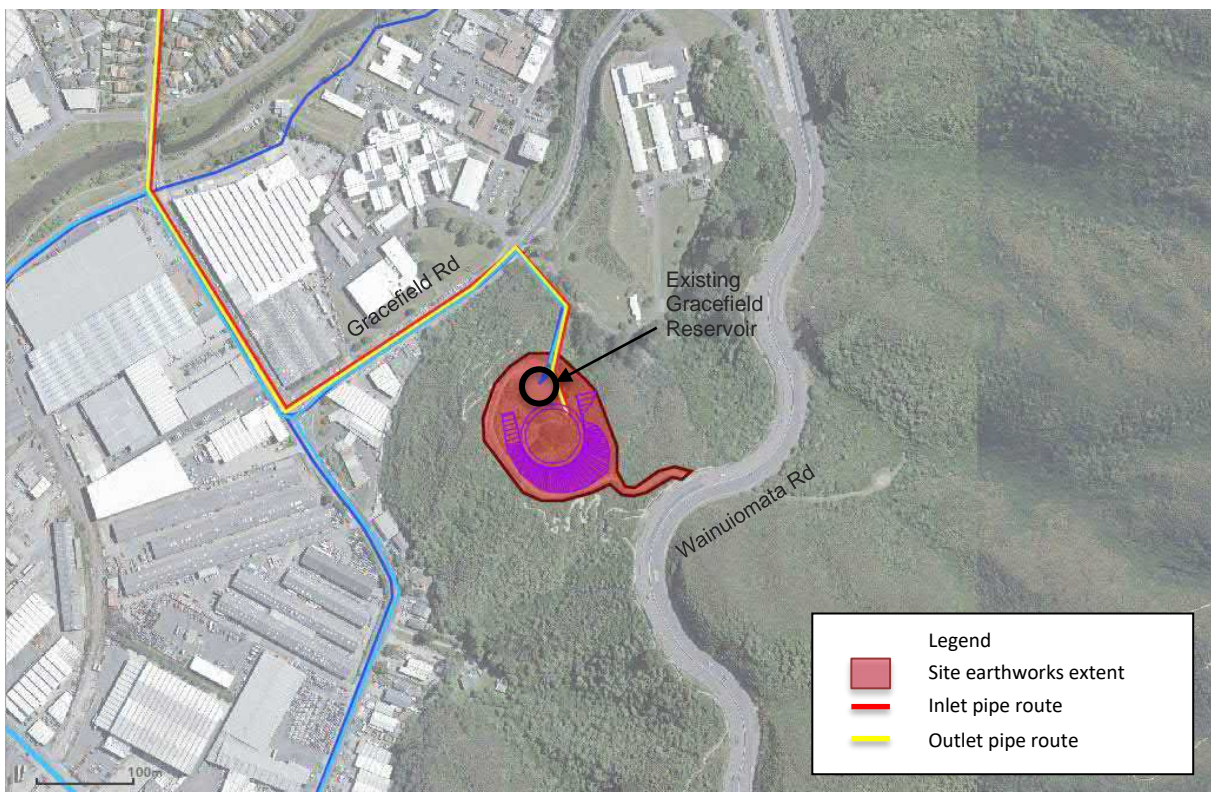 Gracefield Rd
Existing
Gracefield
Reservoir
Wainuiomata Rd
Legend
Site earthworks extent
Inlet pipe route
Outlet pipe route
100m